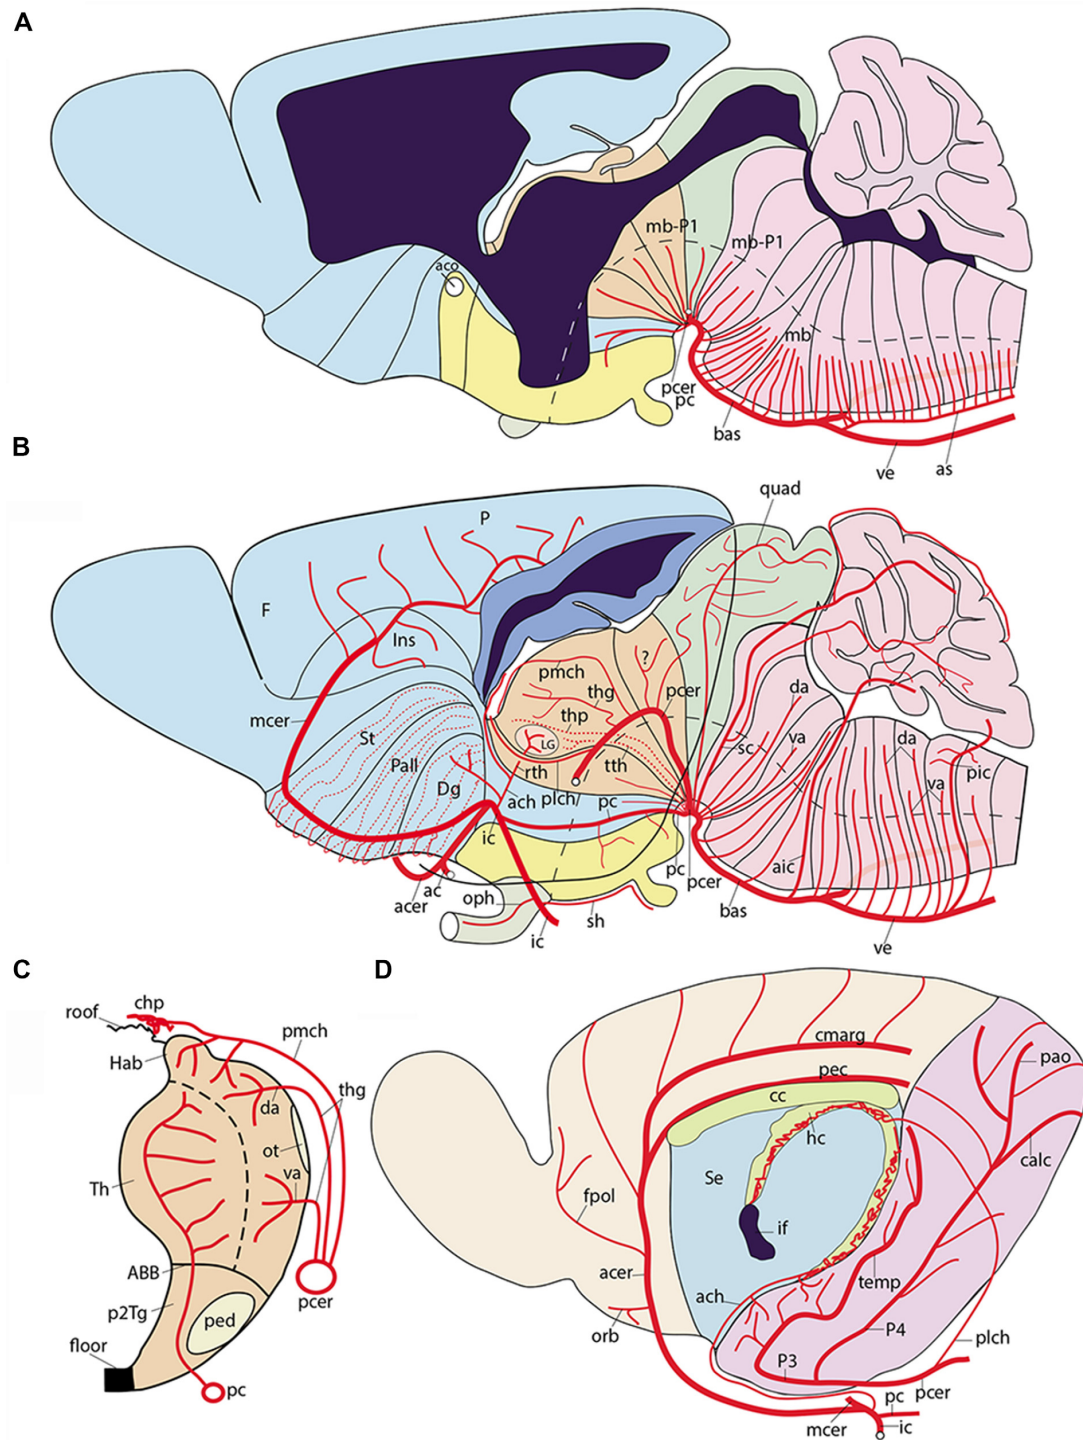 A
aco
mb-P1
mb-P1
mb
pcer
pc
bas
ve
as
B
quad
P
F
Ins
?
pmch
thg
pcer
mcer
thp
da
St
LG
sc
va
da
Pall
rth
tth
va
pic
Dg
ach
plch/
pc
ic
aic
pc
pcer
ac
acer
oph
bas
sh
ic
ve
C
D
chp
roof
pmch
Hab
thg
da
ot
Th
va
ABB
pcer
p2Tg
ped
floor
pc
cmarg
pao
pec
cc
hc
calc
Se
fpol
if
acer
temp
ach
orb
P4
plch
P3
pcer
pc
mcer
ic